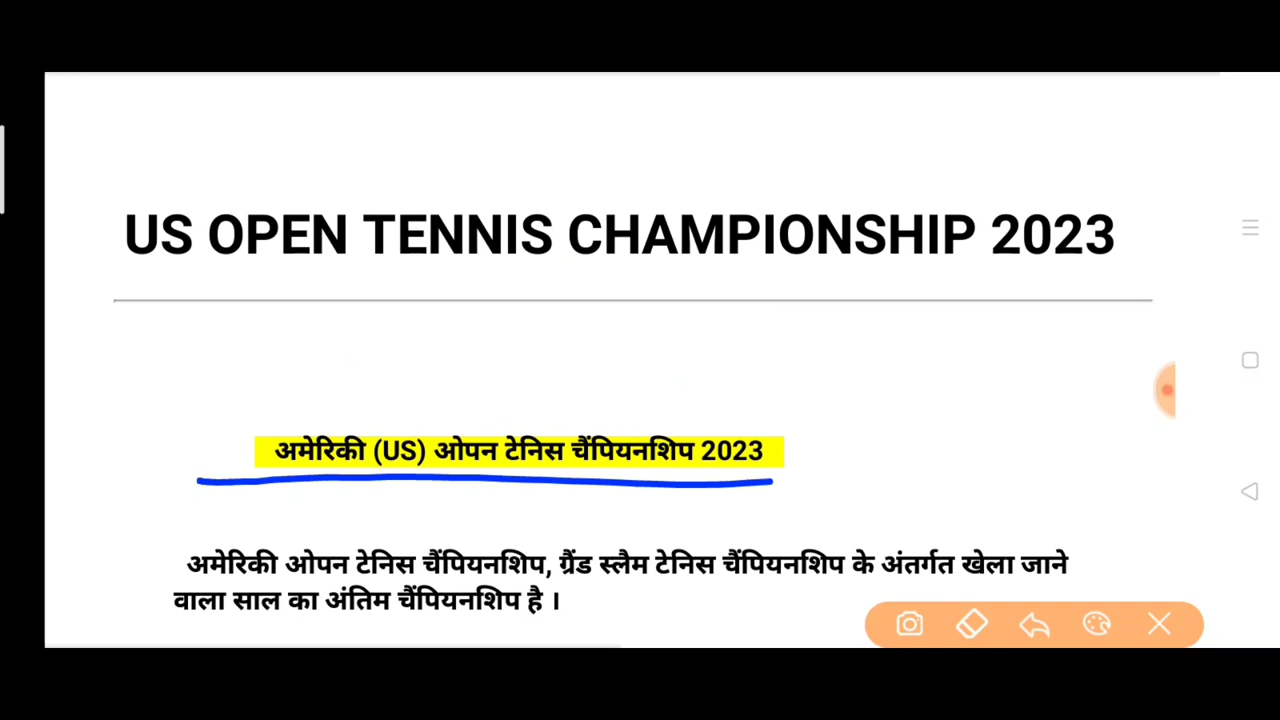 US OPEN TENNIS CHAMPIONSHIP 2023
अमेरिकी (US) ओपन टेनिस चैंपियनशिप 2023
अमेरिकी ओपन टेनिस चैंपियनशिप, ग्रैंड स्लैम टेनिस चैंपियनशिप के अंतर्गत खेला जाने
वाला साल का अंतिम चैंपियनशिप है ।